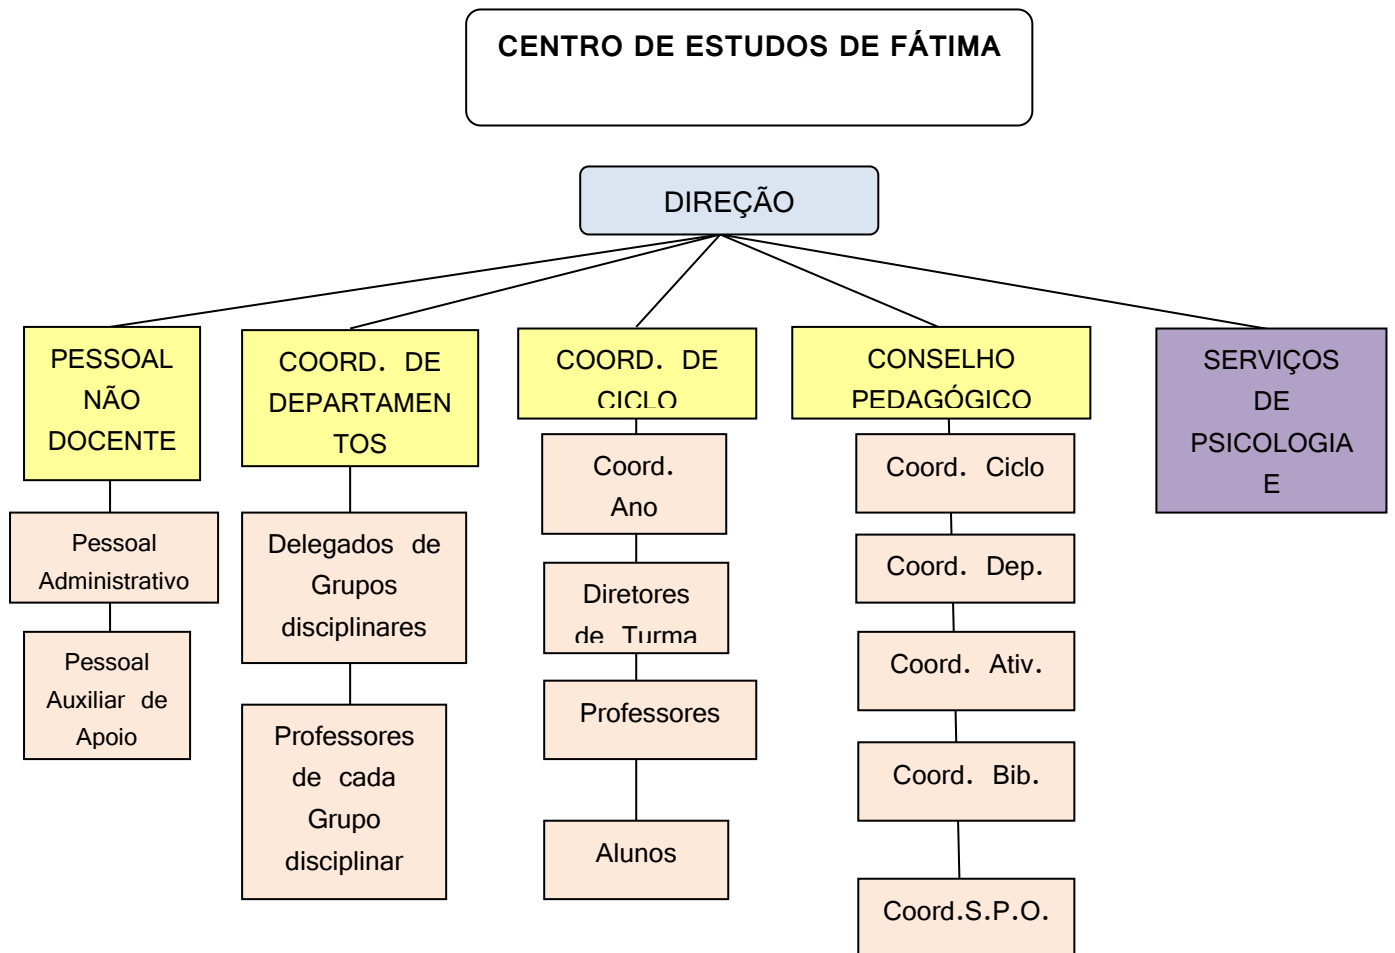 CENTRO DE ESTUDOS DE FÁTIMA
DIREÇÃO
PESSOAL
NÃO
DOCENTE
COORD. DE
DEPARTAMEN
TOS
COORD. DE
CICLO
CONSELHO
PEDAGÓGICO
SERVIÇOS
DE
PSICOLOGIA
E
Pessoal
Administrativo
Pessoal
Auxiliar de
Apoio
Delegados de
Grupos
disciplinares
Professores
de cada
Grupo
disciplinar
Coord.
Ano
Diretores
de Turma
Professores
Alunos
Coord. Ciclo
Coord. Dep.
Coord. Ativ.
Coord. Bib.
Coord.S.P.O.